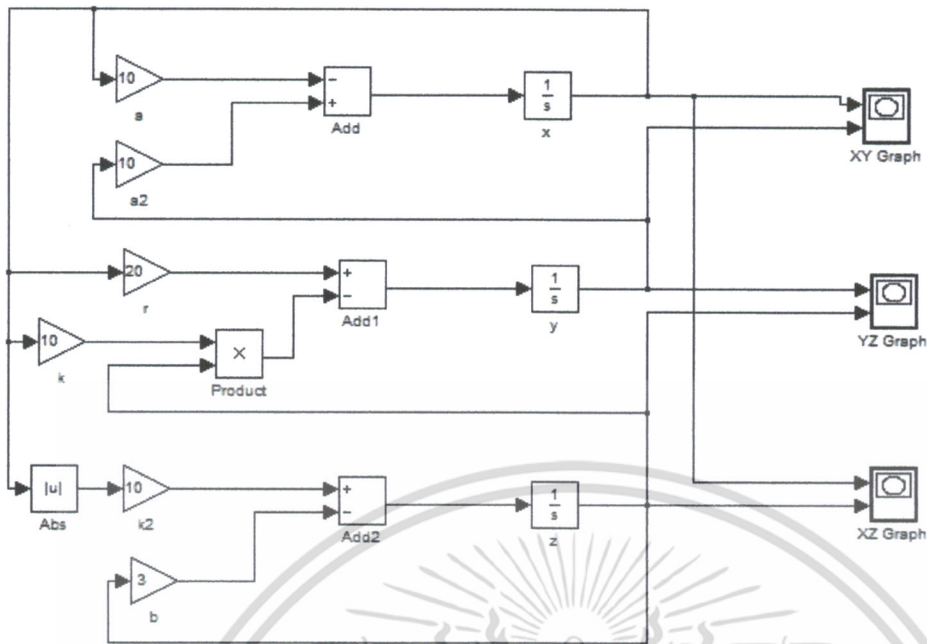 10
a
−
+
Add
1
s
x
XY Graph
10
a2
20
r
+
−
Add1
1
s
y
YZ Graph
10
k
×
Product
|u|
Abs
10
k2
+
−
Add2
1
s
z
XZ Graph
3
b